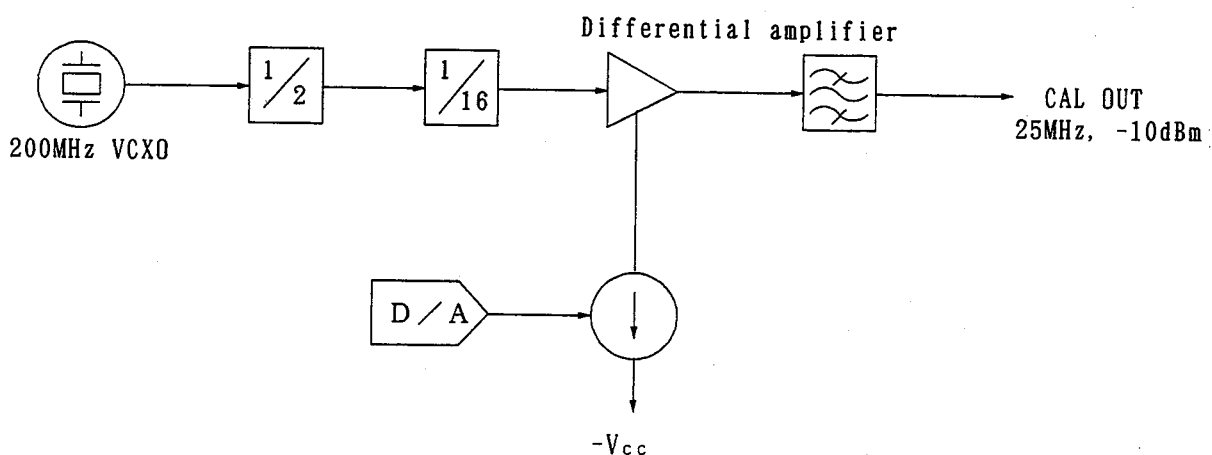 Differential amplifier
1/2
1/16
CAL OUT
25MHz, -10dBm
200MHz VCXO
D/A
-Vcc